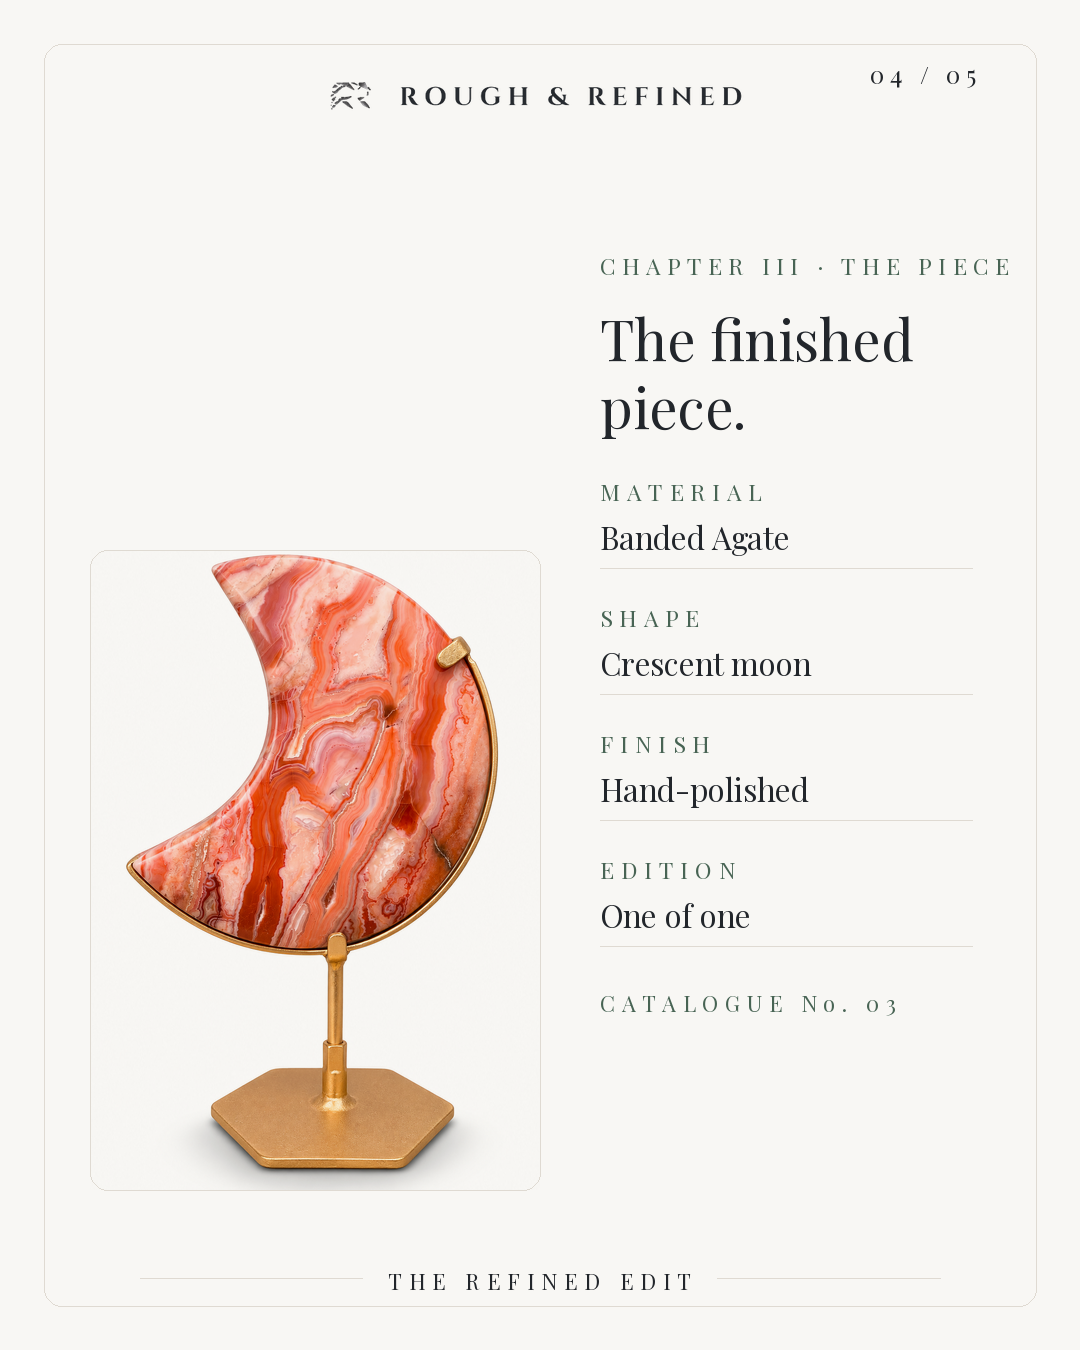 ROUGH & REFINED
04 / 05
CHAPTER III · THE PIECE
The finished
piece.
MATERIAL
Banded Agate
SHAPE
Crescent moon
FINISH
Hand-polished
EDITION
One of one
CATALOGUE No. 03
THE REFINED EDIT